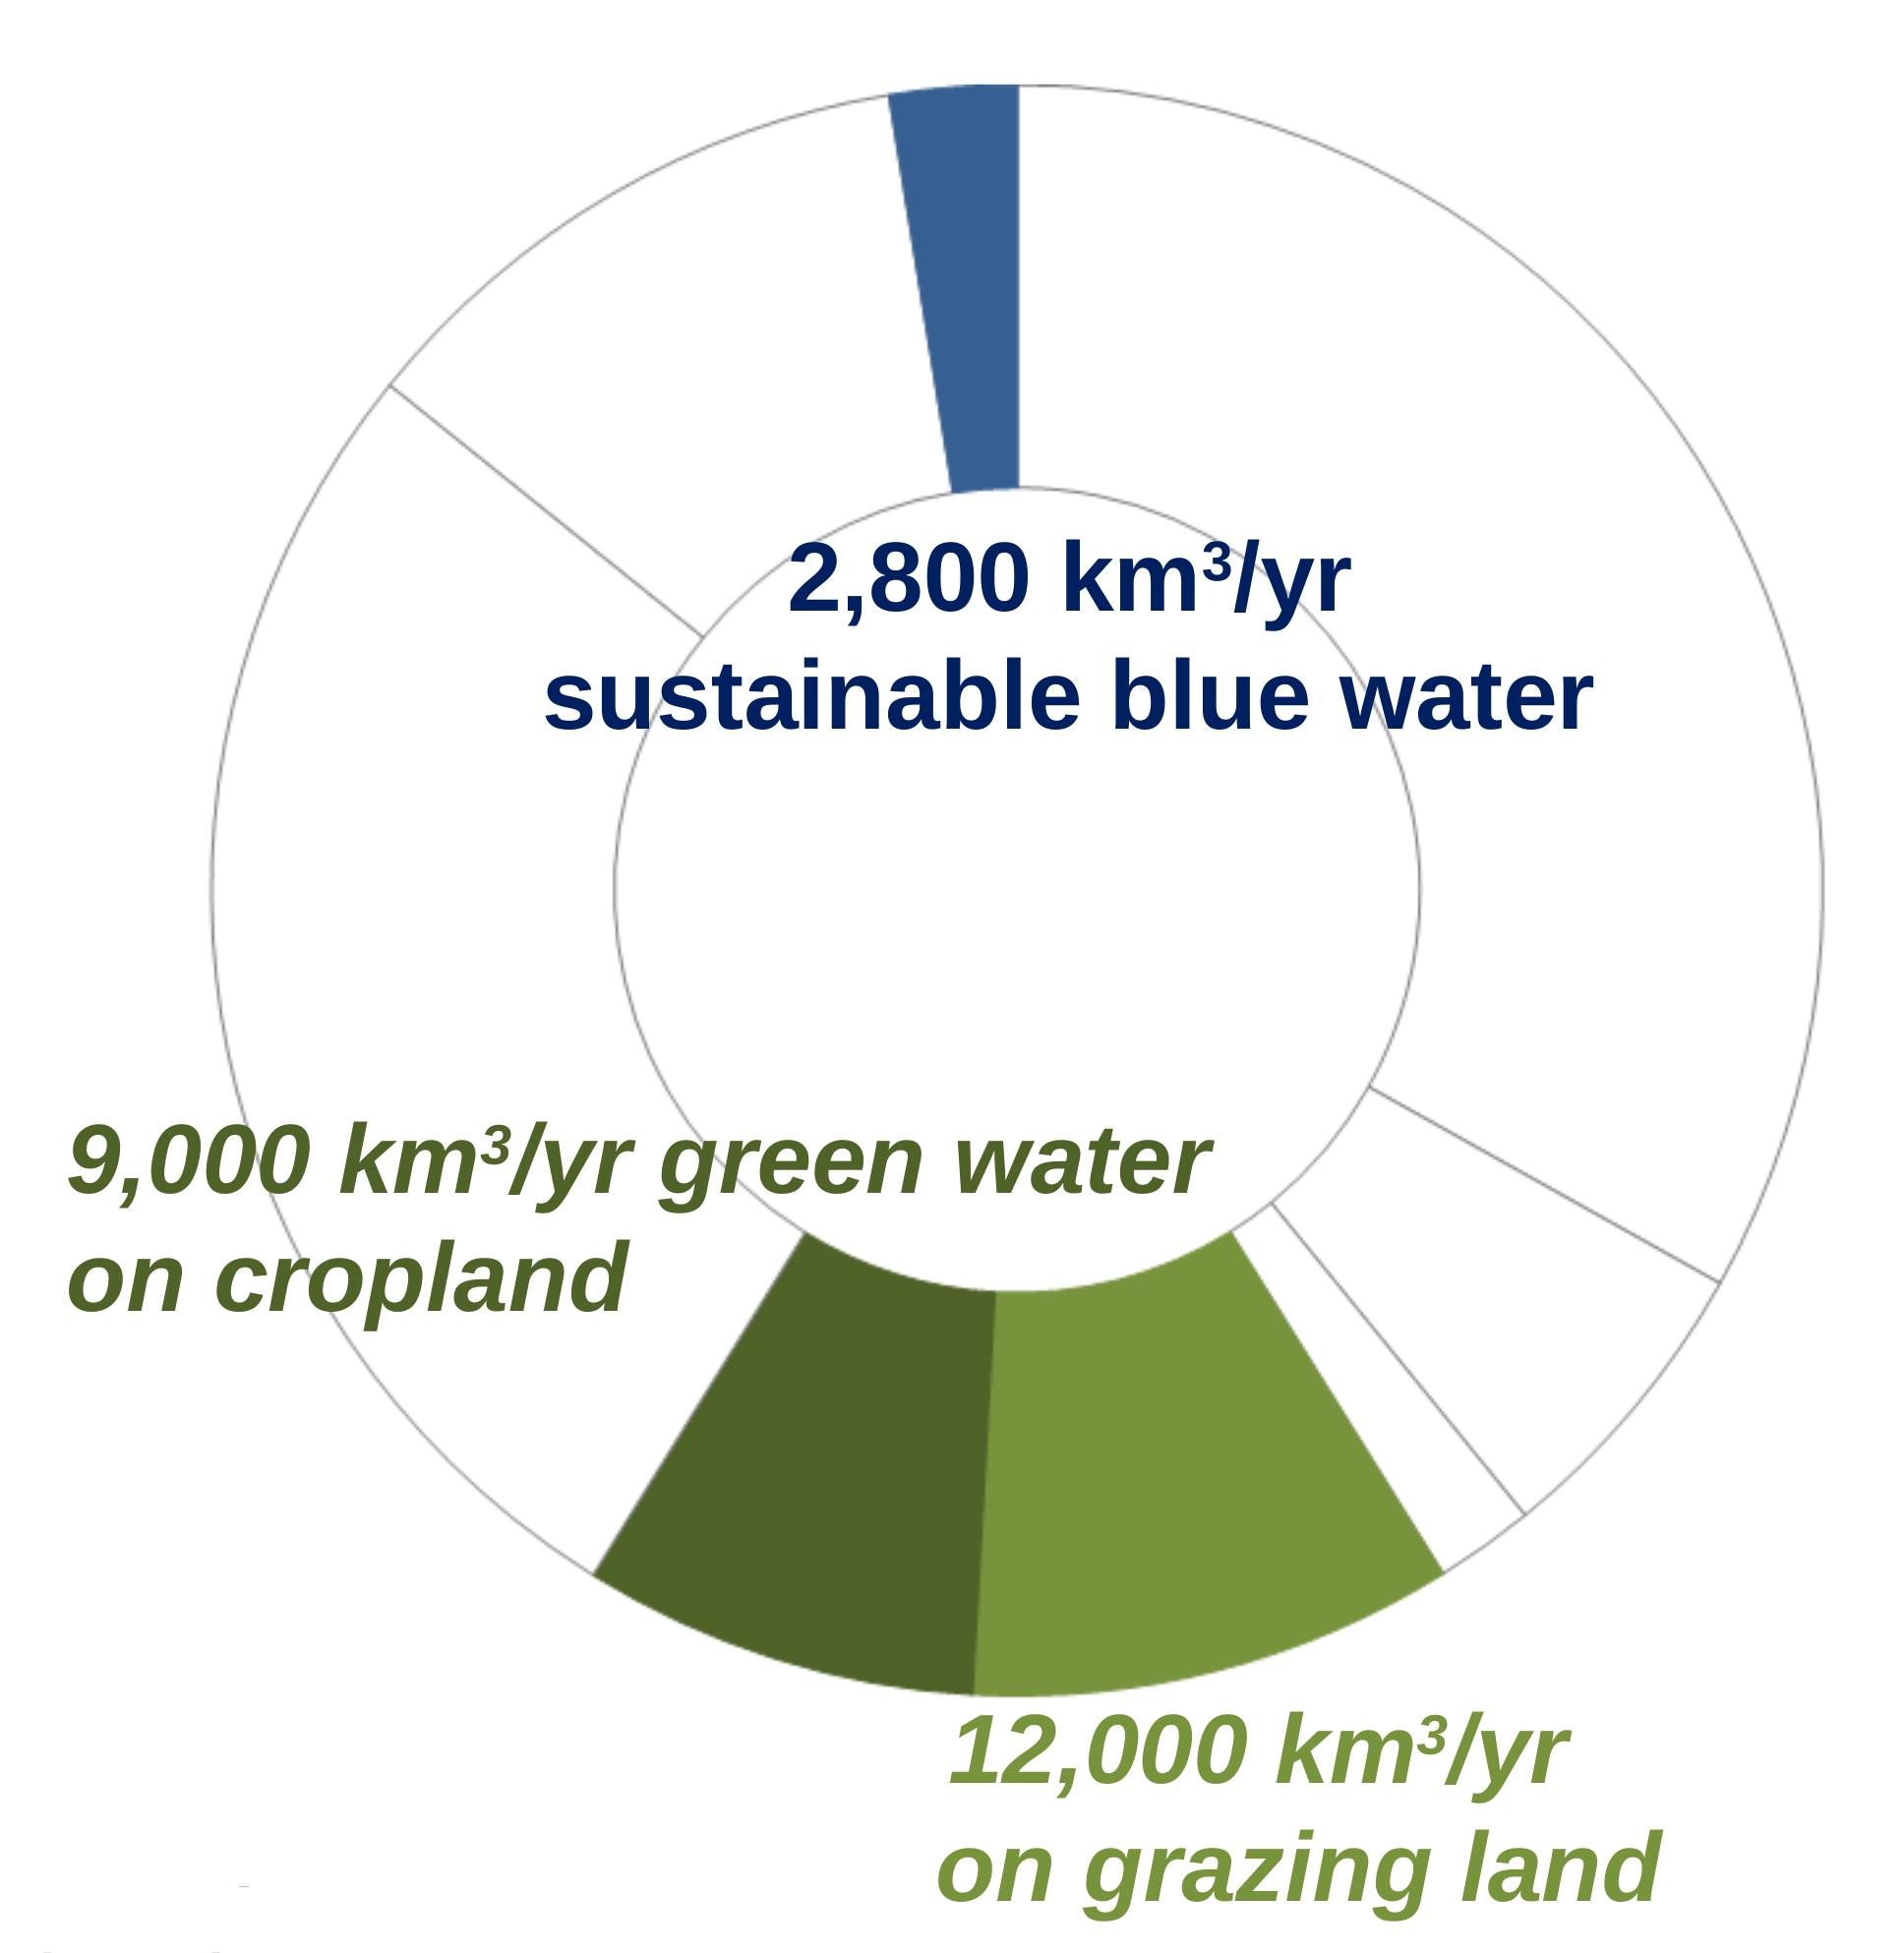 2,800 km³/yr
sustainable blue water
9,000 km³/yr green water
on cropland
12,000 km³/yr
on grazing land